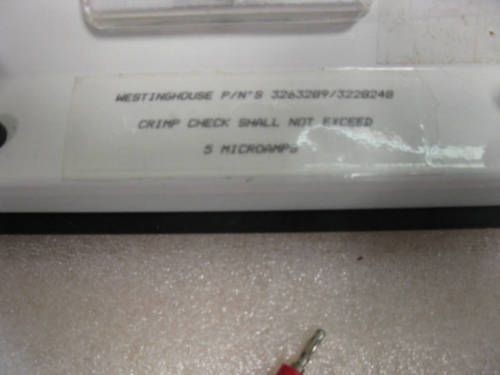 WESTINGHOUSE P/N'S 3263289/3228248
CRIMP CHECK SHALL NOT EXCEED
5 MICROAMPS